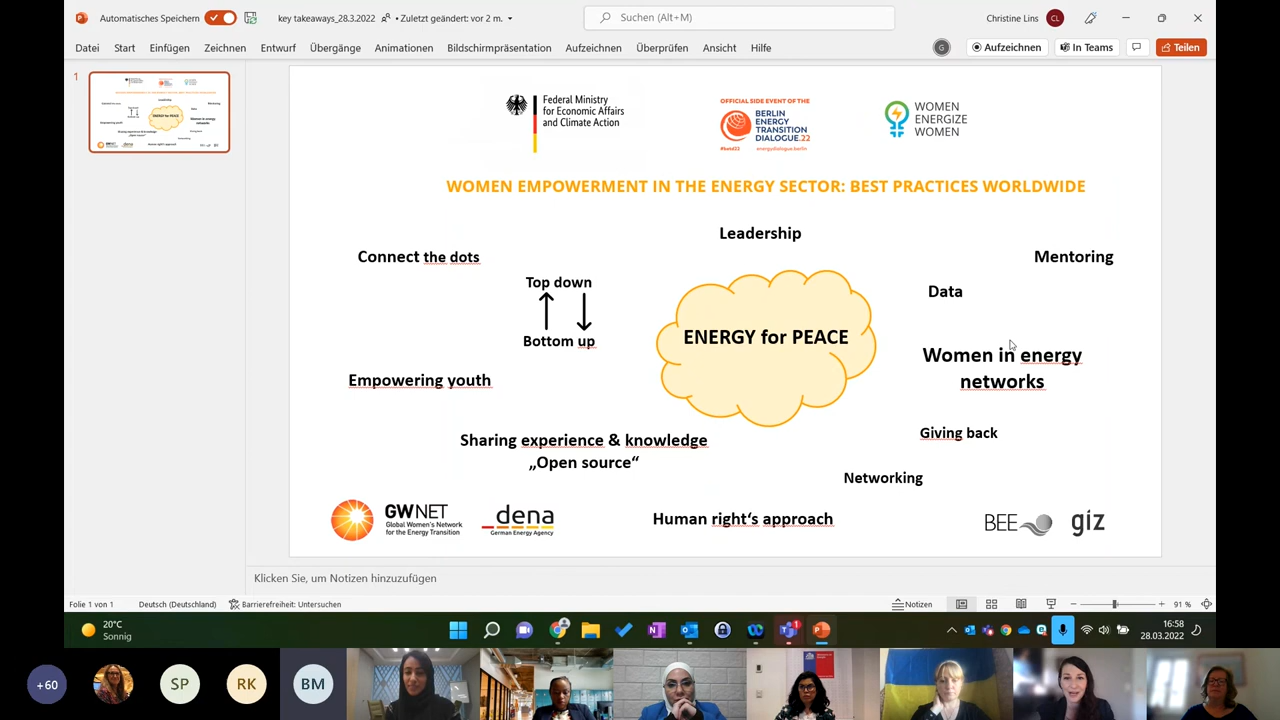 Automatisches Speichern
key takeaways_28.3.2022
• Zuletzt geändert: vor 2 m.
Suchen (Alt+M)
Christine Lins
CL
Datei Start Einfügen Zeichnen Entwurf Übergänge Animationen Bildschirmpräsentation Aufzeichnen Überprüfen Ansicht Hilfe
G
Aufzeichnen
In Teams
Teilen
1
Federal Ministry
for Economic Affairs
and Climate Action
OFFICIAL SIDE EVENT OF THE
BERLIN
ENERGY
TRANSITION
DIALOGUE.22
#betd22 energydialogue.berlin
WOMEN
ENERGIZE
WOMEN
WOMEN EMPOWERMENT IN THE ENERGY SECTOR: BEST PRACTICES WORLDWIDE
Leadership
Connect the dots
Mentoring
Top down
Data
Bottom up
ENERGY for PEACE
Women in energy
networks
Empowering youth
Giving back
Sharing experience & knowledge
„Open source“
Networking
GWNET
Global Women's Network
for the Energy Transition
dena
German Energy Agency
Human right‘s approach
BEE
giz
Klicken Sie, um Notizen hinzuzufügen
Folie 1 von 1
Deutsch (Deutschland)
Barrierefreiheit: Untersuchen
Notizen
91 %
20°C
Sonnig
16:58
28.03.2022
+60
SP
RK
BM